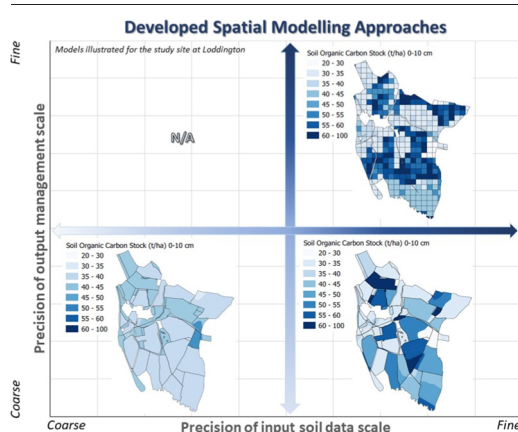 Developed Spatial Modelling Approaches
Fine
Models illustrated for the study site at Loddington
Soil Organic Carbon Stock (t/ha) 0-10 cm
20 - 30
30 - 35
35 - 40
40 - 45
45 - 50
50 - 55
55 - 60
60 - 100
N/A
Precision of output management scale
Soil Organic Carbon Stock (t/ha) 0-10 cm
20 - 30
30 - 35
35 - 40
40 - 45
45 - 50
50 - 55
55 - 60
60 - 100
Soil Organic Carbon Stock (t/ha) 0-10 cm
20 - 30
30 - 35
35 - 40
40 - 45
45 - 50
50 - 55
55 - 60
60 - 100
Coarse
Coarse
Precision of input soil data scale
Fine